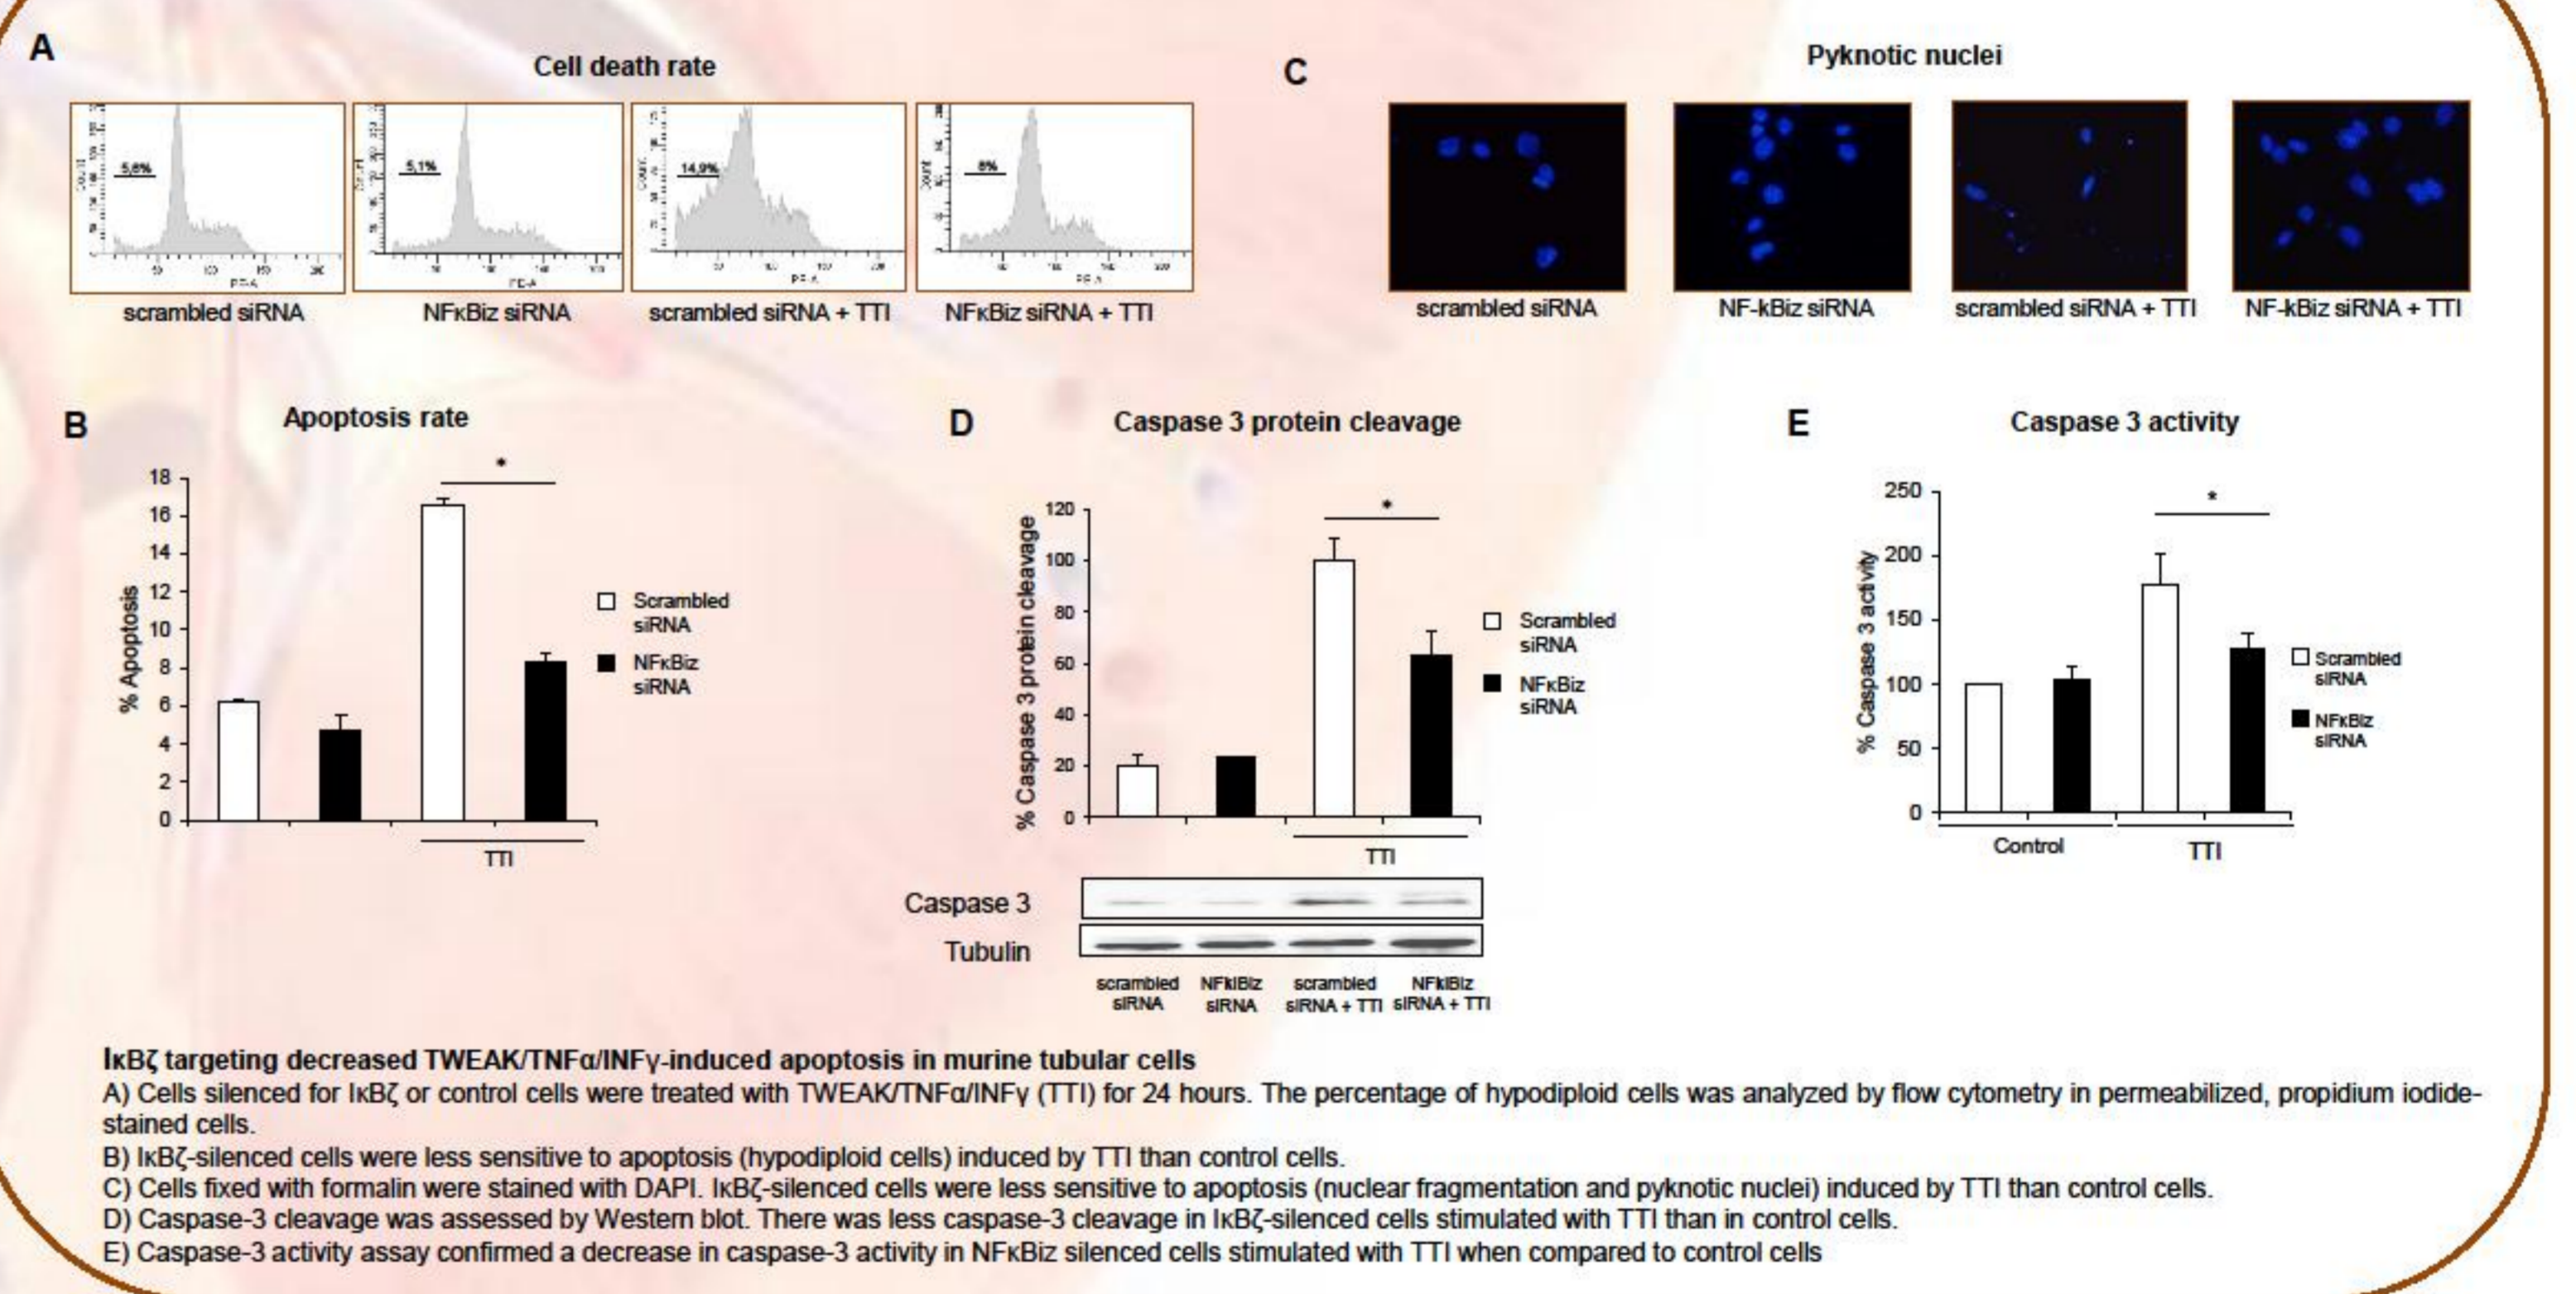 A
Cell death rate
5,6%
5,1%
14,9%
8%
scrambled siRNA
NFκBiz siRNA
scrambled siRNA + TTI
NFκBiz siRNA + TTI
C
Pyknotic nuclei
scrambled siRNA
NF-kBiz siRNA
scrambled siRNA + TTI
NF-kBiz siRNA + TTI
B
Apoptosis rate
*
18
16
14
12
10
8
6
4
2
0
% Apoptosis
TTI
Scrambled
siRNA
NFκBiz
siRNA
D
Caspase 3 protein cleavage
*
120
100
80
60
40
20
0
% Caspase 3 protein cleavage
TTI
Scrambled
siRNA
NFκBiz
siRNA
Caspase 3
Tubulin
scrambled siRNA
NFkIBiz siRNA
scrambled siRNA + TTI
NFkIBiz siRNA + TTI
E
Caspase 3 activity
*
250
200
150
100
50
0
% Caspase 3 activity
Control
TTI
Scrambled
siRNA
NFκBiz
siRNA
IκBζ targeting decreased TWEAK/TNFα/INFγ-induced apoptosis in murine tubular cells
A) Cells silenced for IκBζ or control cells were treated with TWEAK/TNFα/INFγ (TTI) for 24 hours. The percentage of hypodiploid cells was analyzed by flow cytometry in permeabilized, propidium iodide-
stained cells.
B) IκBζ-silenced cells were less sensitive to apoptosis (hypodiploid cells) induced by TTI than control cells.
C) Cells fixed with formalin were stained with DAPI. IκBζ-silenced cells were less sensitive to apoptosis (nuclear fragmentation and pyknotic nuclei) induced by TTI than control cells.
D) Caspase-3 cleavage was assessed by Western blot. There was less caspase-3 cleavage in IκBζ-silenced cells stimulated with TTI than in control cells.
E) Caspase-3 activity assay confirmed a decrease in caspase-3 activity in NFκBiz silenced cells stimulated with TTI when compared to control cells